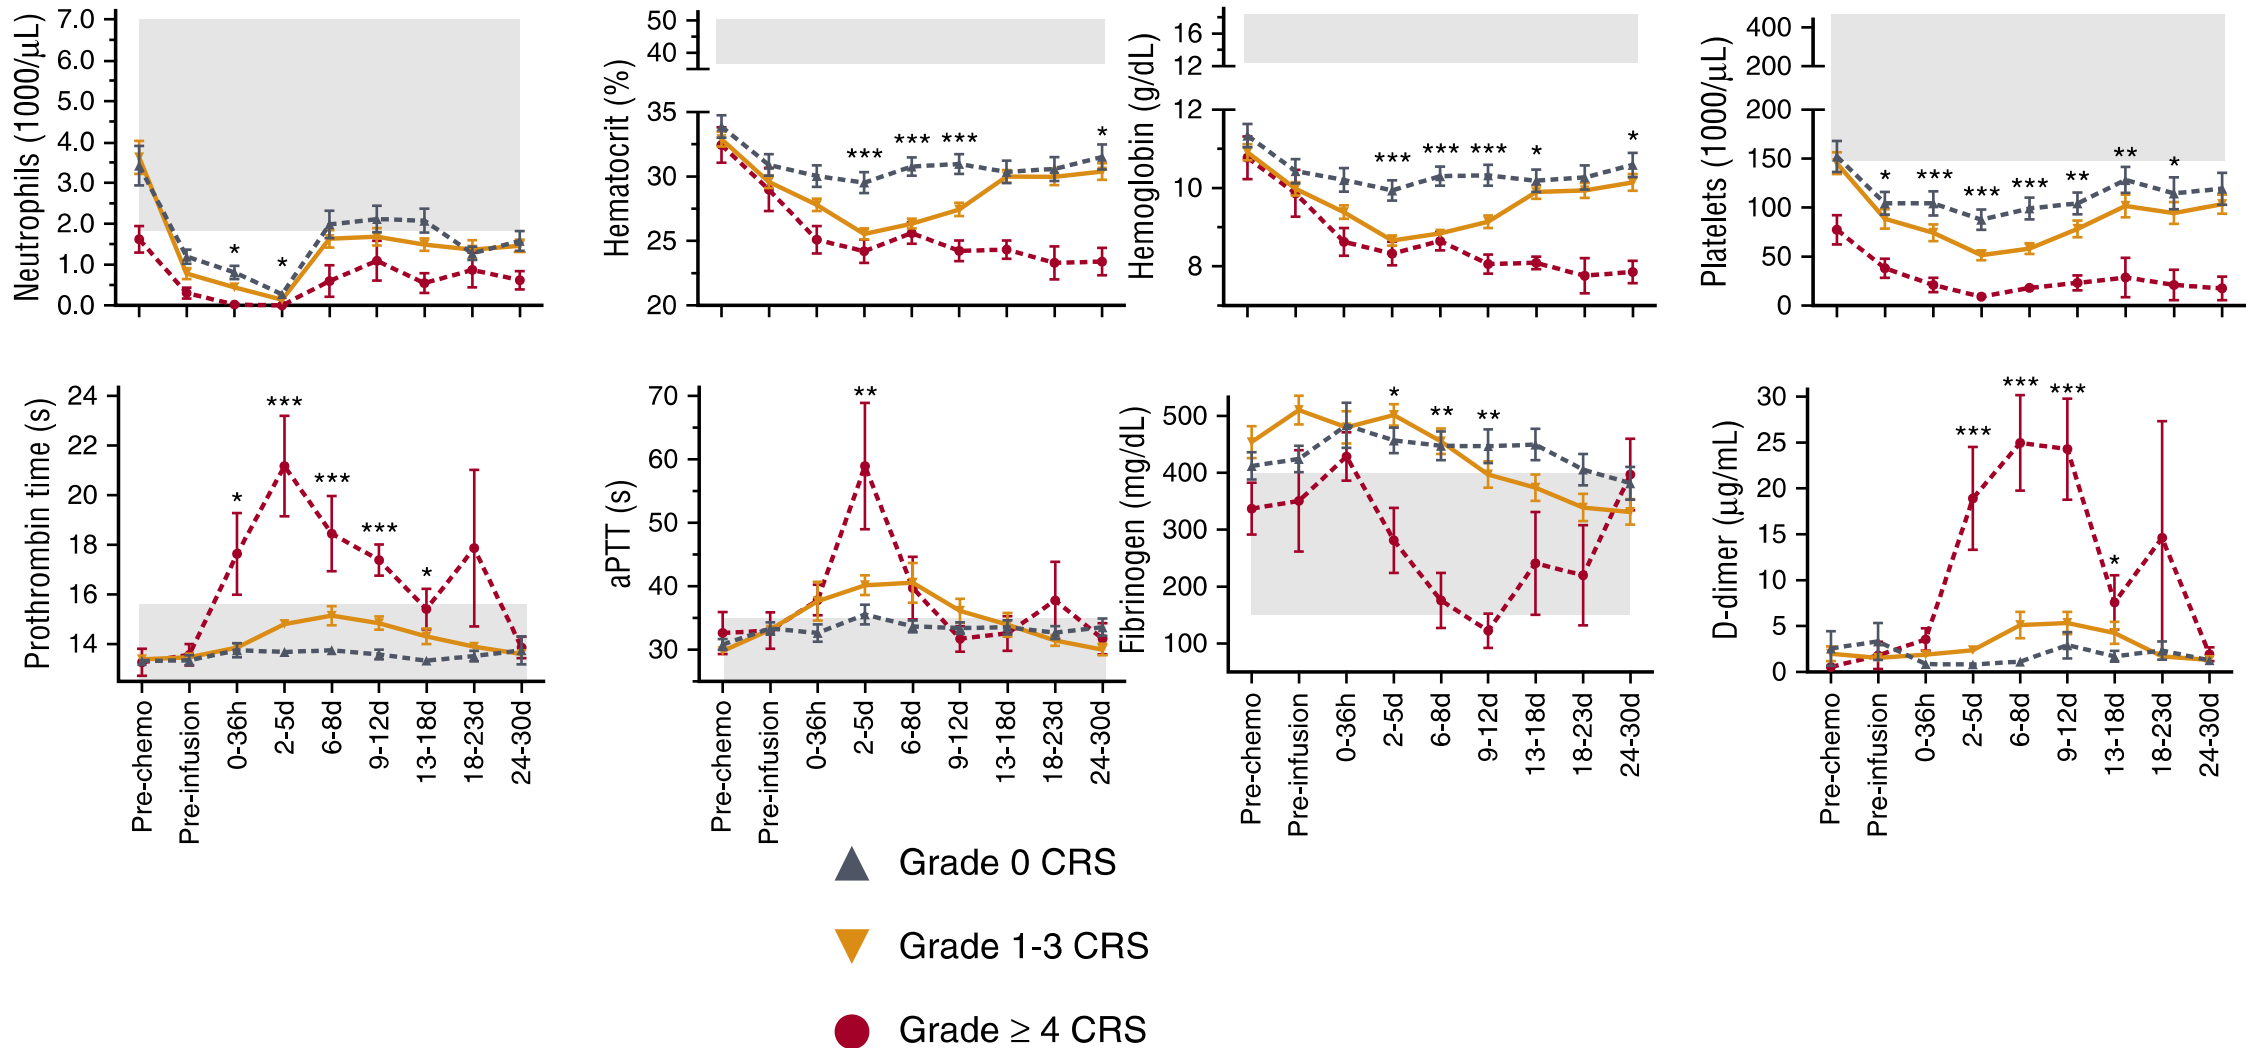 Neutrophils (1000/μL)
7.0
6.0
5.0
4.0
3.0
2.0
1.0
0.0
* *
Hematocrit (%)
50
40
35
30
25
20
*** *** *** *
Hemoglobin (g/dL)
16
12
12
10
8
*** *** *** * *
Platelets (1000/μL)
400
200
200
150
100
50
0
* *** *** *** ** ** *
Prothrombin time (s)
24
22
20
18
16
14
* *** *** *** *
Pre-chemo
Pre-infusion
0-36h
2-5d
6-8d
9-12d
13-18d
18-23d
24-30d
aPTT (s)
70
60
50
40
30
**
Pre-chemo
Pre-infusion
0-36h
2-5d
6-8d
9-12d
13-18d
18-23d
24-30d
Fibrinogen (mg/dL)
500
400
300
200
100
* ** **
Pre-chemo
Pre-infusion
0-36h
2-5d
6-8d
9-12d
13-18d
18-23d
24-30d
D-dimer (μg/mL)
30
25
20
15
10
5
0
*** *** *** *
Pre-chemo
Pre-infusion
0-36h
2-5d
6-8d
9-12d
13-18d
18-23d
24-30d
Grade 0 CRS
Grade 1-3 CRS
Grade ≥ 4 CRS